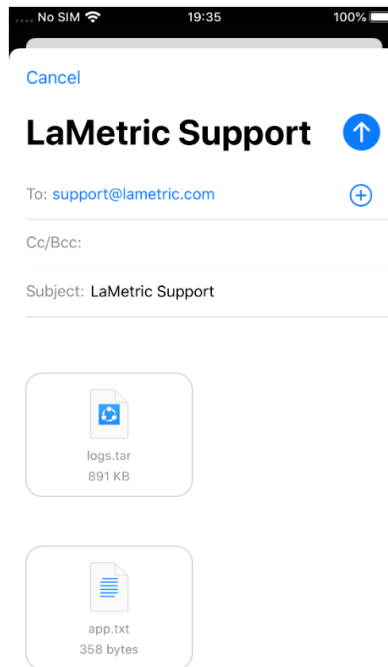 No SIM 19:35 100%
Cancel
LaMetric Support
To: support@lametric.com
Cc/Bcc:
Subject: LaMetric Support
logs.tar
891 KB
app.txt
358 bytes